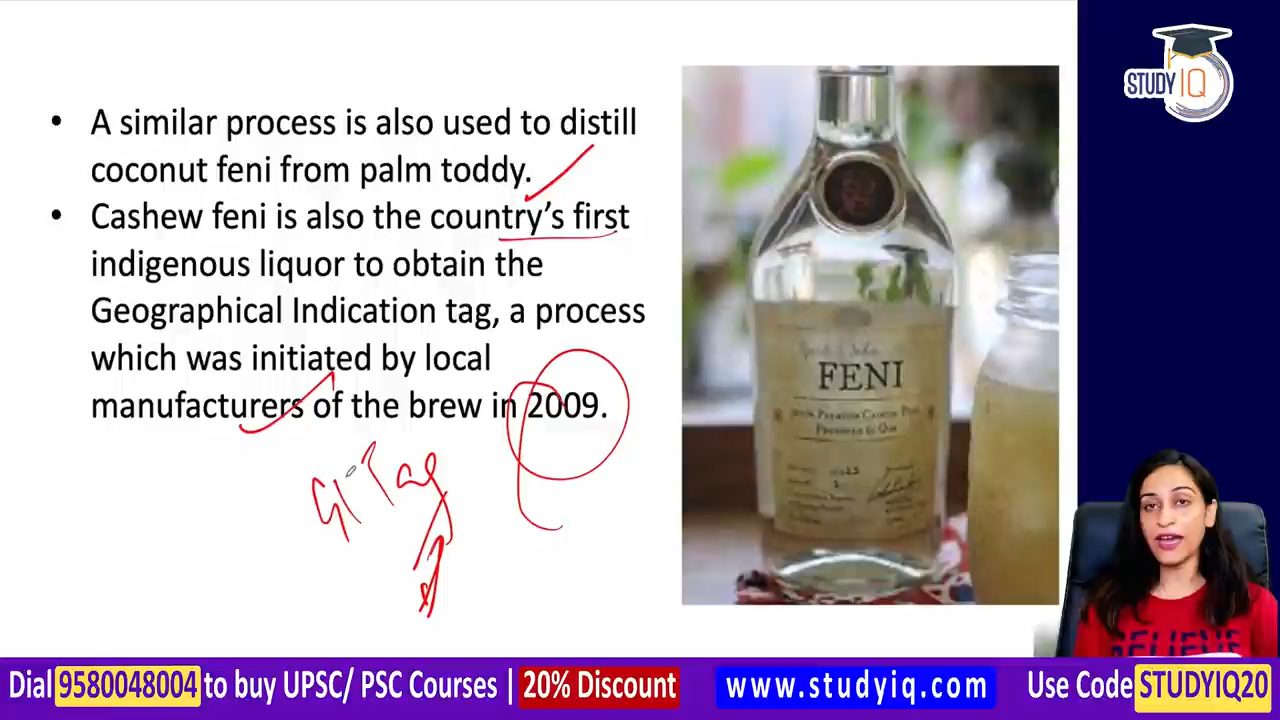 • A similar process is also used to distill
coconut feni from palm toddy.
• Cashew feni is also the country's first
indigenous liquor to obtain the
Geographical Indication tag, a process
which was initiated by local
manufacturers of the brew in 2009.
GI Tag
FENI
STUDY IQ
BELIEVE
Dial 9580048004 to buy UPSC/ PSC Courses | 20% Discount
www.studyiq.com
Use Code STUDYIQ20